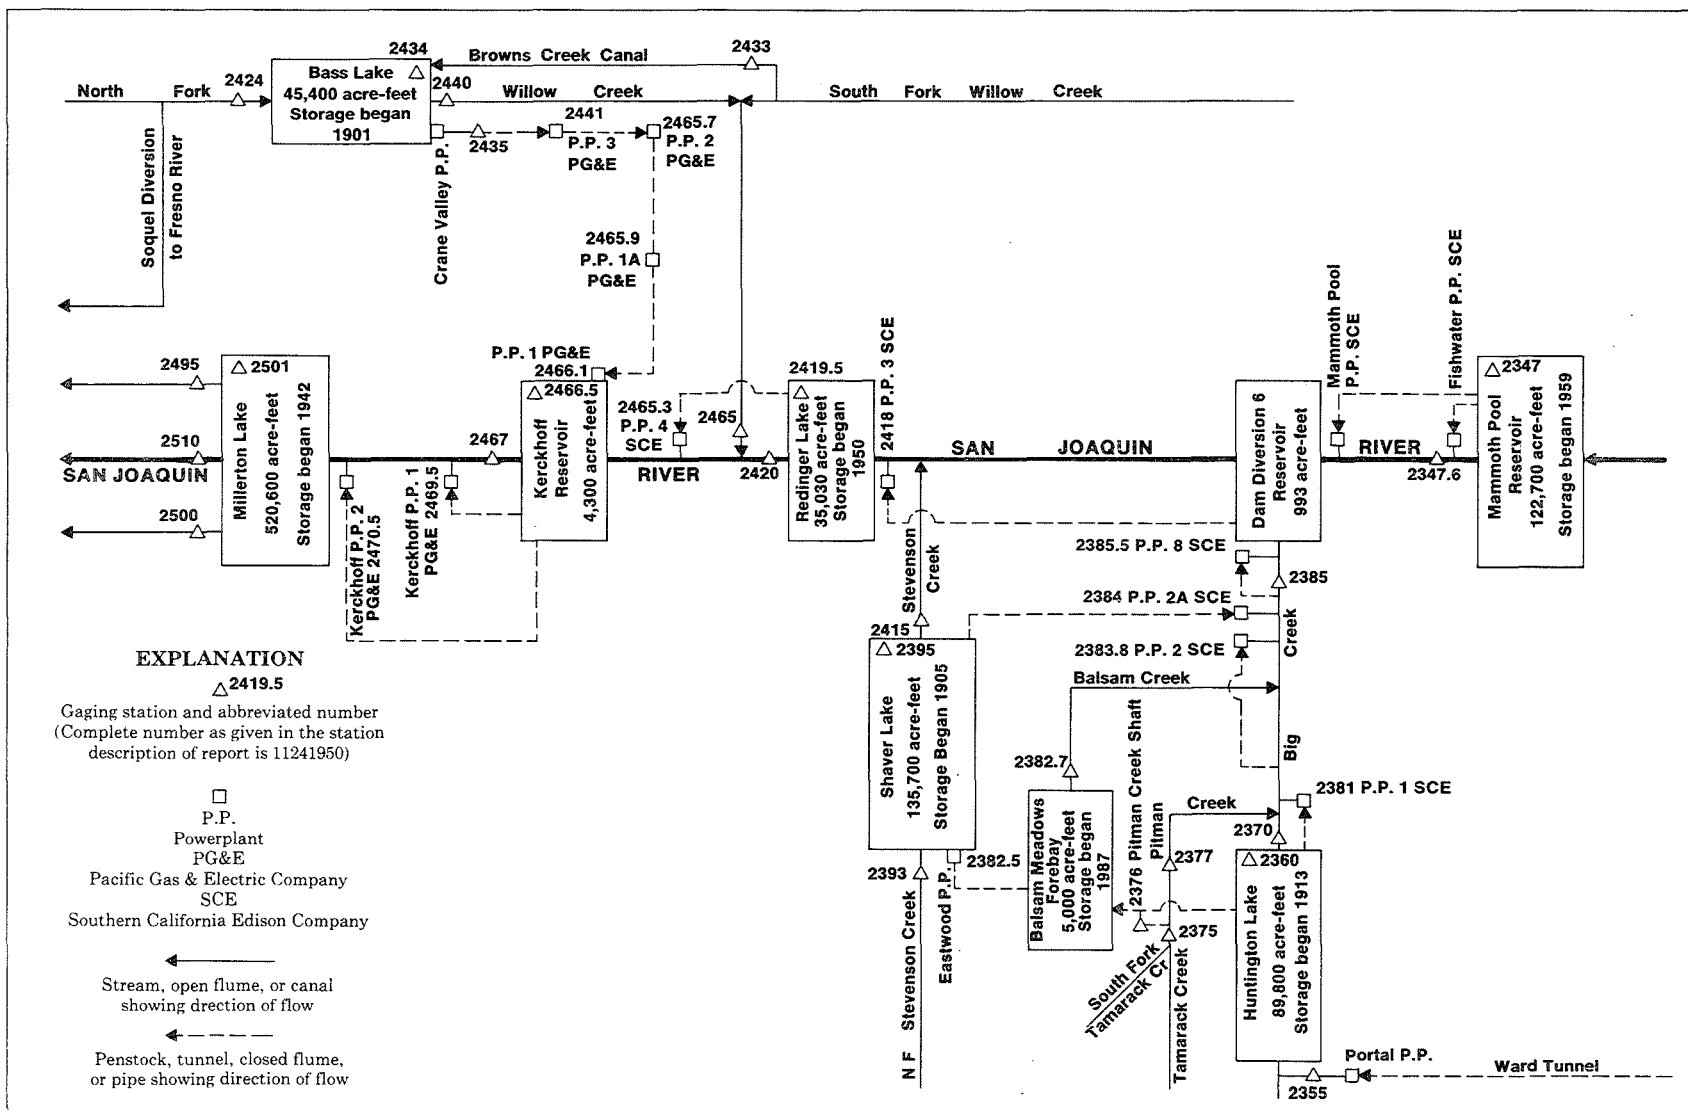 2434
Browns Creek Canal
2433
North Fork
2424
Bass Lake
45,400 acre-feet
Storage began
1901
2440
Willow Creek
South Fork Willow Creek
2435
2441
P.P. 3
PG&E
2465.7
P.P. 2
PG&E
Crane Valley P.P.
Soquel Diversion
to Fresno River
2465.9
P.P. 1A
PG&E
P.P. 1 PG&E
2466.1
2495
2501
Millerton Lake
520,600 acre-feet
Storage began 1942
2510
SAN JOAQUIN
2500
2467
2466.5
Kerckhoff
Reservoir
4,300 acre-feet
Kerckhoff P.P. 2
PG&E 2470.5
Kerckhoff P.P. 1
PG&E 2469.5
2465.3
P.P. 4
SCE
RIVER
2465
2420
2419.5
Redinger Lake
35,030 acre-feet
Storage began
1950
2418 P.P. 3 SCE
SAN JOAQUIN
Mammoth Pool
P.P. SCE
Fishwater P.P. SCE
Dam Diversion 6
Reservoir
993 acre-feet
RIVER
2347.6
2347
Mammoth Pool
Reservoir
122,700 acre-feet
Storage began 1959
Stevenson
Creek
2385.5 P.P. 8 SCE
2385
2384 P.P. 2A SCE
2383.8 P.P. 2 SCE
Creek
Big
Balsam Creek
2415
2395
Shaver Lake
135,700 acre-feet
Storage Began 1905
2382.7
2376 Pitman Creek Shaft
Pitman
Creek
2381 P.P. 1 SCE
2370
2377
2393
2382.5
Eastwood P.P.
Balsam Meadows
Forebay
5,000 acre-feet
Storage began
1987
2375
2360
Huntington Lake
89,800 acre-feet
Storage began 1913
N F Stevenson Creek
South Fork
Tamarack Cr
Tamarack Creek
Portal P.P.
Ward Tunnel
2355
EXPLANATION
2419.5
Gaging station and abbreviated number
(Complete number as given in the station
description of report is 11241950)
P.P.
Powerplant
PG&E
Pacific Gas & Electric Company
SCE
Southern California Edison Company
Stream, open flume, or canal
showing direction of flow
Penstock, tunnel, closed flume,
or pipe showing direction of flow